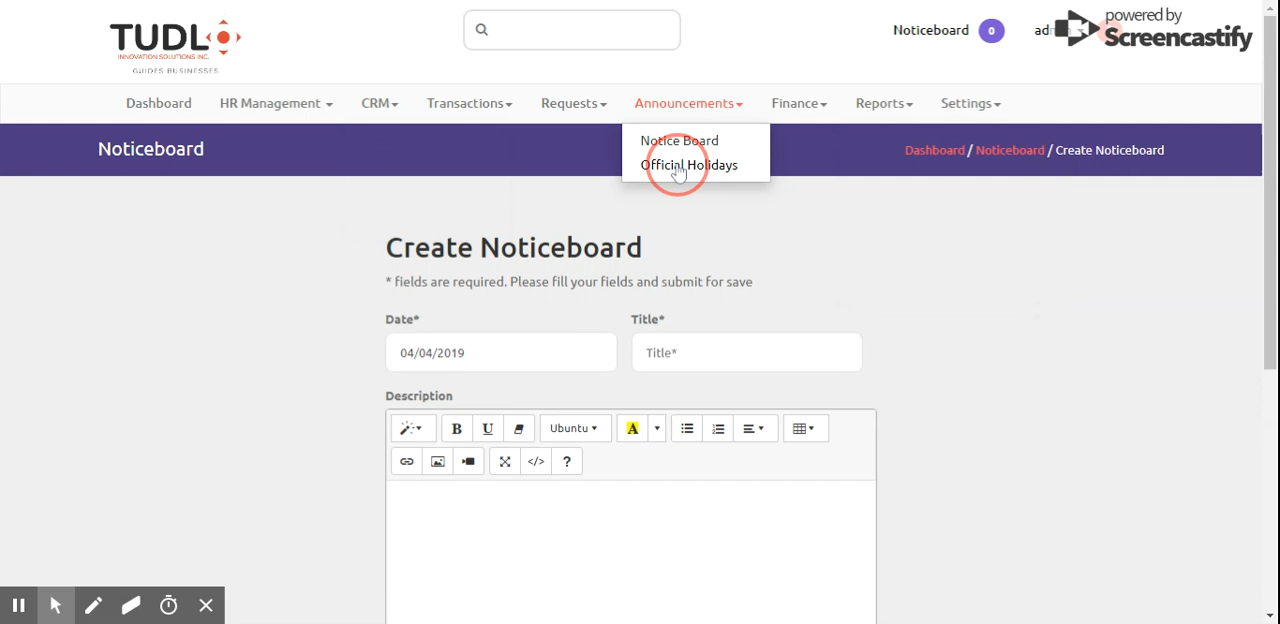 TUDLO
INNOVATION SOLUTIONS INC.
GUIDES BUSINESSES
Noticeboard 0
powered by
Screencastify
Dashboard HR Management CRM Transactions Requests Announcements Finance Reports Settings
Noticeboard
Notice Board
Official Holidays
Dashboard / Noticeboard / Create Noticeboard
Create Noticeboard
* fields are required. Please fill your fields and submit for save
Date* Title*
04/04/2019 Title*
Description
B U Ubuntu A
</> ?